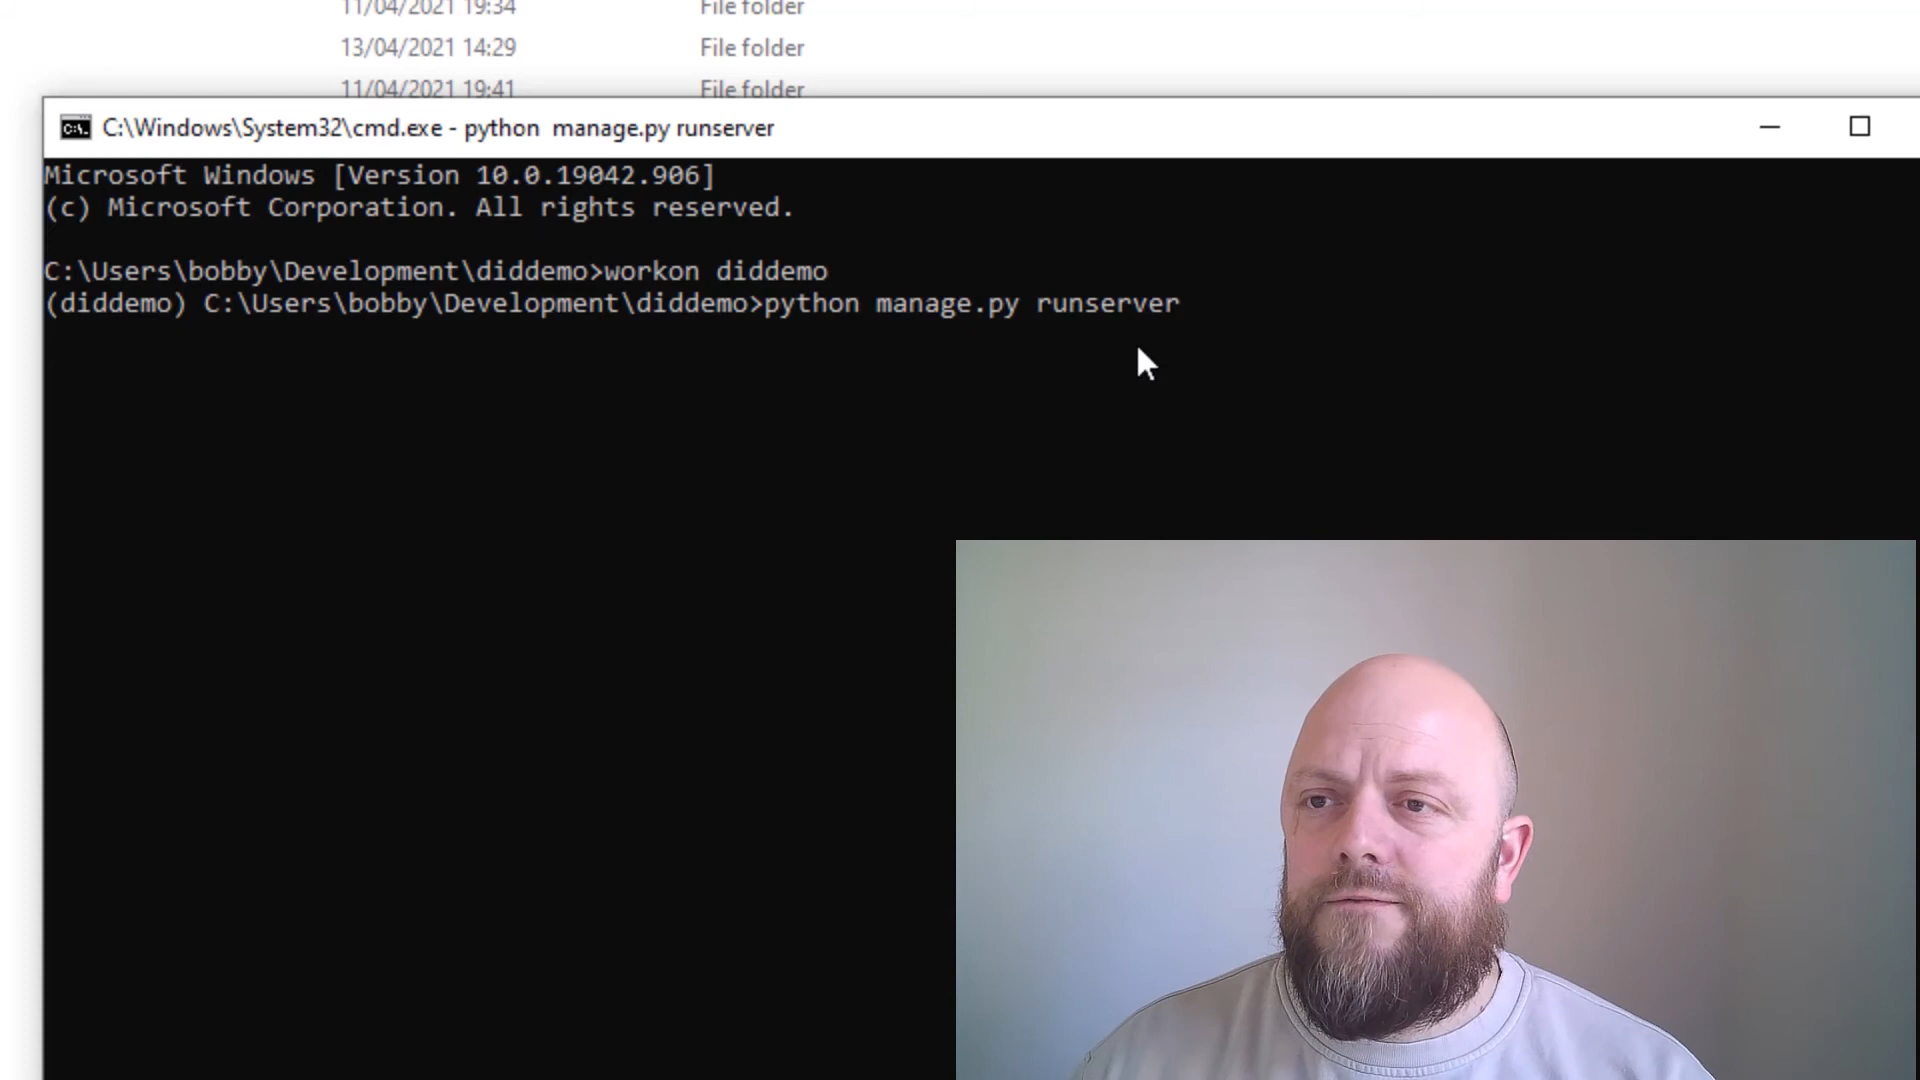 11/04/2021 19:34 File folder
13/04/2021 14:29 File folder
11/04/2021 19:41 File folder
C:\Windows\System32\cmd.exe - python  manage.py runserver
Microsoft Windows [Version 10.0.19042.906]
(c) Microsoft Corporation. All rights reserved.
C:\Users\bobby\Development\diddemo>workon diddemo
(diddemo) C:\Users\bobby\Development\diddemo>python manage.py runserver